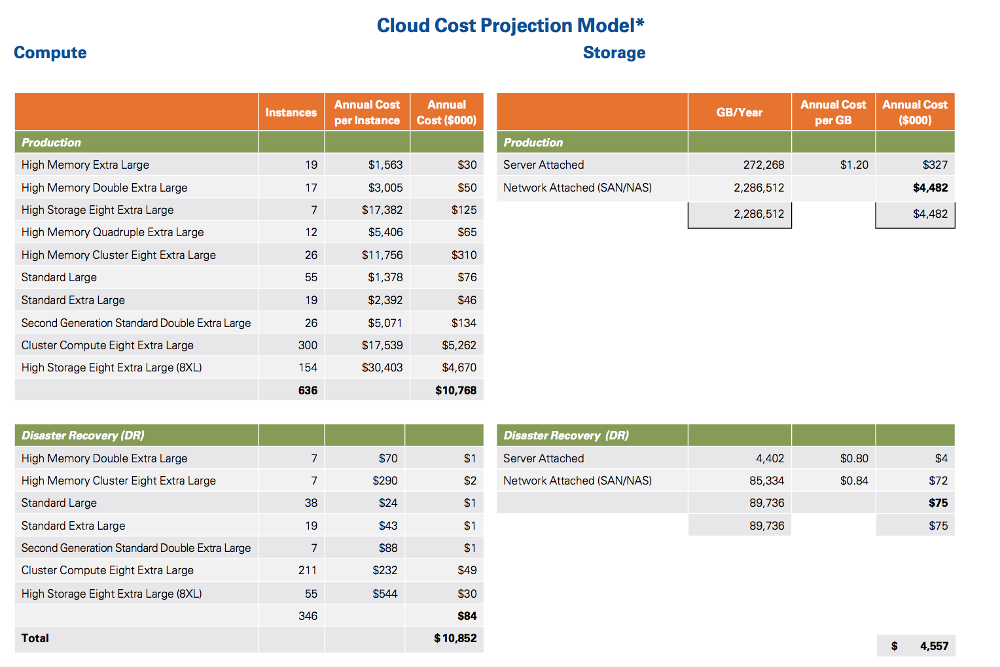 Cloud Cost Projection Model*
Compute
Instances
Annual Cost
per Instance
Annual
Cost ($000)
Production
High Memory Extra Large 19 $1,563 $30
High Memory Double Extra Large 17 $3,005 $50
High Storage Eight Extra Large 7 $17,382 $125
High Memory Quadruple Extra Large 12 $5,406 $65
High Memory Cluster Eight Extra Large 26 $11,756 $310
Standard Large 55 $1,378 $76
Standard Extra Large 19 $2,392 $46
Second Generation Standard Double Extra Large 26 $5,071 $134
Cluster Compute Eight Extra Large 300 $17,539 $5,262
High Storage Eight Extra Large (8XL) 154 $30,403 $4,670
636 $10,768
Disaster Recovery (DR)
High Memory Double Extra Large 7 $70 $1
High Memory Cluster Eight Extra Large 7 $290 $2
Standard Large 38 $24 $1
Standard Extra Large 19 $43 $1
Second Generation Standard Double Extra Large 7 $88 $1
Cluster Compute Eight Extra Large 211 $232 $49
High Storage Eight Extra Large (8XL) 55 $544 $30
346 $84
Total $10,852
Storage
GB/Year
Annual Cost
per GB
Annual Cost
($000)
Production
Server Attached 272,268 $1.20 $327
Network Attached (SAN/NAS) 2,286,512 $4,482
2,286,512 $4,482
Disaster Recovery (DR)
Server Attached 4,402 $0.80 $4
Network Attached (SAN/NAS) 85,334 $0.84 $72
89,736 $75
89,736 $75
$ 4,557